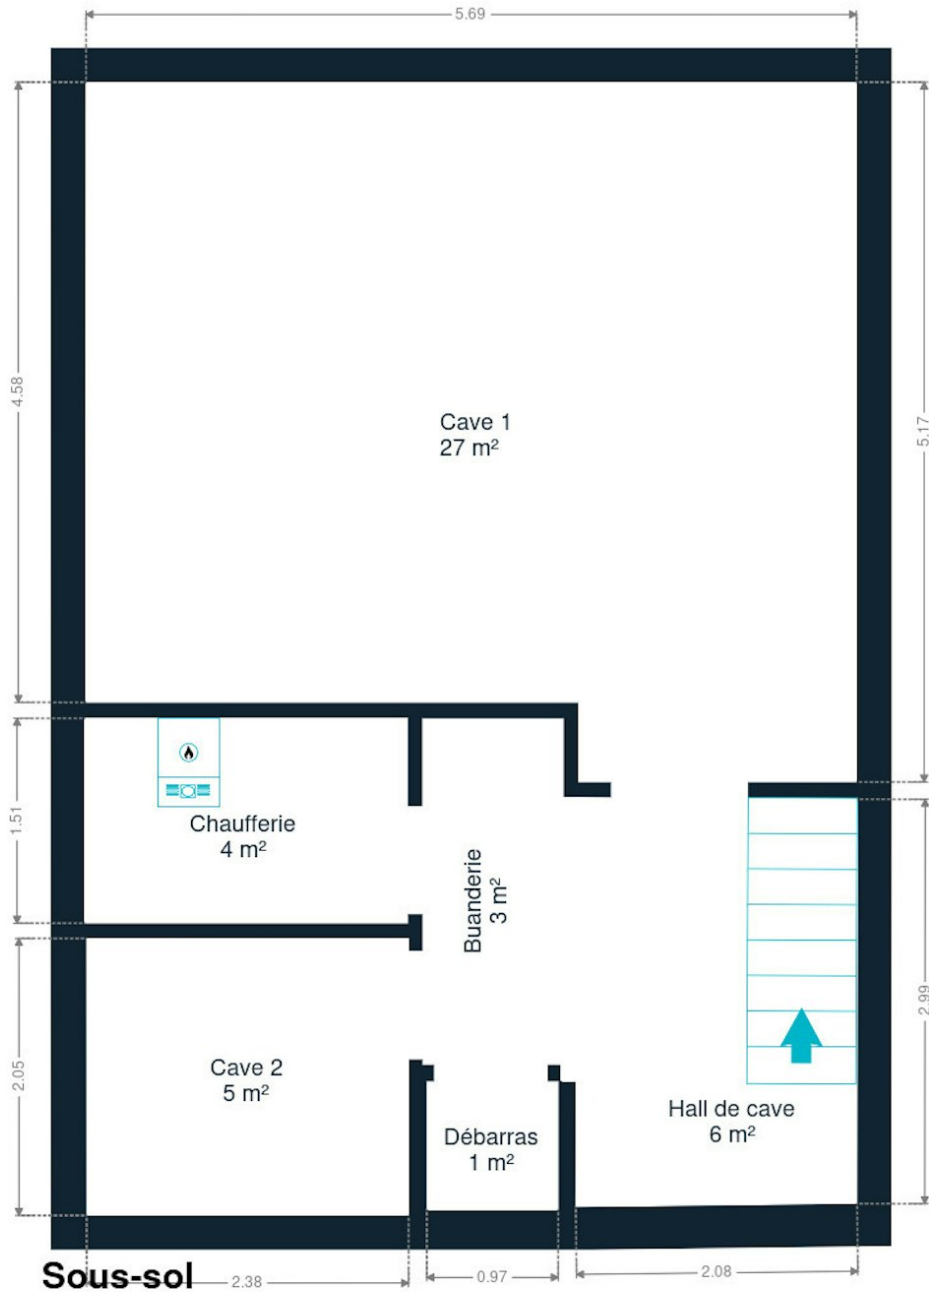 5.69
4.58
5.17
Cave 1
27 m²
1.51
Chaufferie
4 m²
Buanderie
3 m²
2.99
2.05
Cave 2
5 m²
Débarras
1 m²
Hall de cave
6 m²
Sous-sol
2.38
0.97
2.08